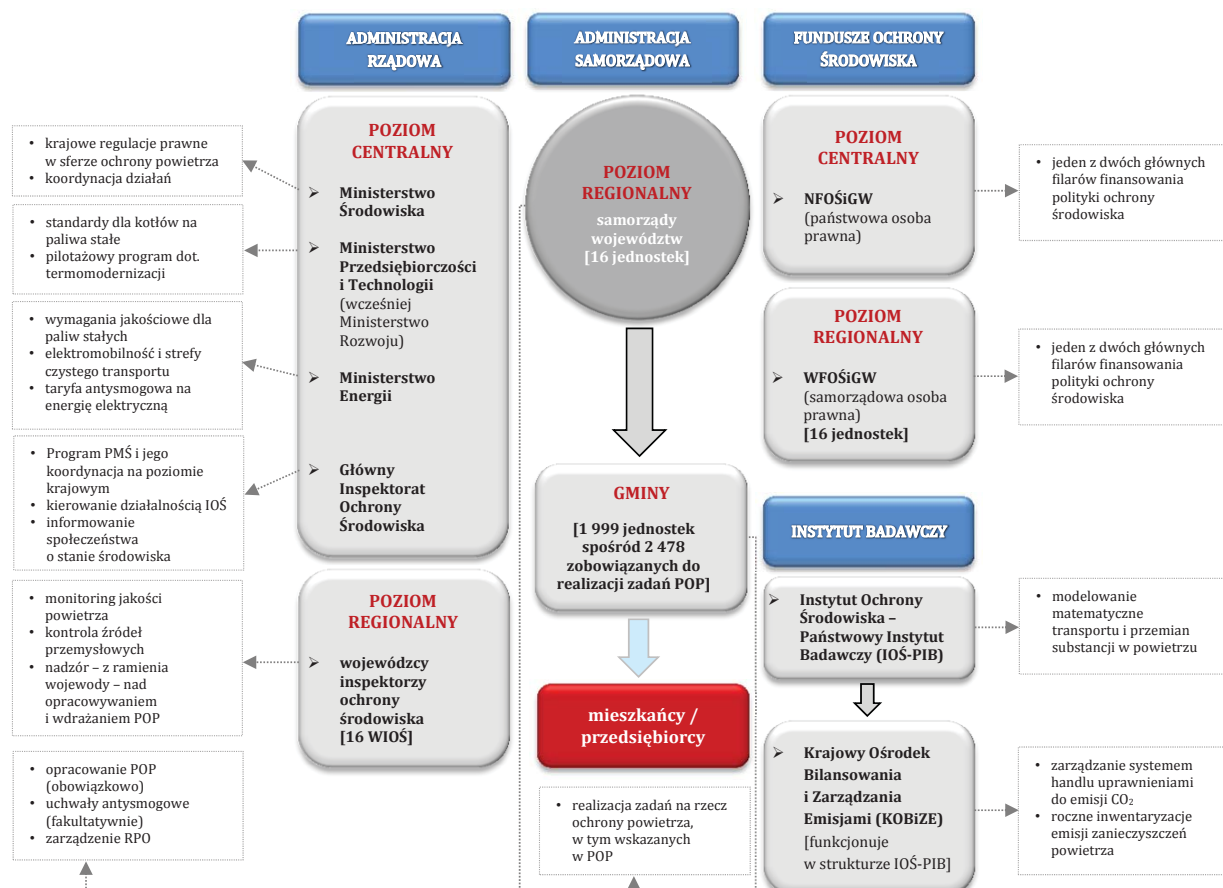 ADMINISTRACJA
RZĄDOWA
ADMINISTRACJA
SAMORZĄDOWA
FUNDUSZE OCHRONY
ŚRODOWISKA
• krajowe regulacje prawne
w sferze ochrony powietrza
• koordynacja działań
• standardy dla kotłów na
paliwa stałe
• pilotażowy program dot.
termomodernizacji
• wymagania jakościowe dla
paliw stałych
• elektromobilność i strefy
czystego transportu
• taryfa antysmogowa na
energię elektryczną
• Program PMŚ i jego
koordynacja na poziomie
krajowym
• kierowanie działalnością IOŚ
• informowanie
społeczeństwa
o stanie środowiska
• monitoring jakości
powietrza
• kontrola źródeł
przemysłowych
• nadzór – z ramienia
wojewody – nad
opracowywaniem
i wdrażaniem POP
• opracowanie POP
(obowiązkowo)
• uchwały antysmogowe
(fakultatywnie)
• zarządzenie RPO
POZIOM
CENTRALNY
➢ Ministerstwo
Środowiska
➢ Ministerstwo
Przedsiębiorczości
i Technologii
(wcześniej
Ministerstwo
Rozwoju)
➢ Ministerstwo
Energii
➢ Główny
Inspektorat
Ochrony
Środowiska
POZIOM
REGIONALNY
➢ wojewódzcy
inspektorzy
ochrony
środowiska
[16 WIOŚ]
POZIOM
REGIONALNY
samorządy
województw
[16 jednostek]
GMINY
[1 999 jednostek
spośród 2 478
zobowiązanych do
realizacji zadań POP]
mieszkańcy /
przedsiębiorcy
• realizacja zadań na rzecz
ochrony powietrza,
w tym wskazanych
w POP
POZIOM
CENTRALNY
➢ NFOŚiGW
(państwowa osoba
prawna)
POZIOM
REGIONALNY
➢ WFOŚiGW
(samorządowa osoba
prawna)
[16 jednostek]
INSTYTUT BADAWCZY
➢ Instytut Ochrony
Środowiska –
Państwowy Instytut
Badawczy (IOŚ-PIB)
➢ Krajowy Ośrodek
Bilansowania
i Zarządzania
Emisjami (KOBiZE)
[funkcjonuje
w strukturze IOŚ-PIB]
• jeden z dwóch głównych
filarów finansowania
polityki ochrony
środowiska
• jeden z dwóch głównych
filarów finansowania
polityki ochrony
środowiska
• modelowanie
matematyczne
transportu i przemian
substancji w powietrzu
• zarządzanie systemem
handlu uprawnieniami
do emisji CO₂
• roczne inwentaryzacje
emisji zanieczyszczeń
powietrza